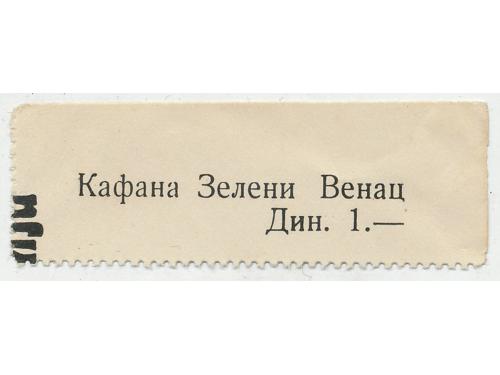 Кафана Зелени Венац
Дин. 1.—